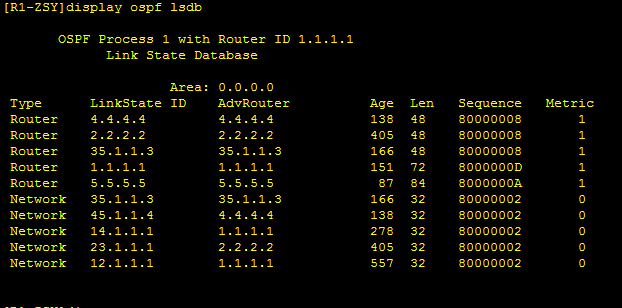 [R1-ZSY]display ospf lsdb
OSPF Process 1 with Router ID 1.1.1.1
Link State Database
Area: 0.0.0.0
Type LinkState ID AdvRouter Age Len Sequence Metric
Router 4.4.4.4 4.4.4.4 138 48 80000008 1
Router 2.2.2.2 2.2.2.2 405 48 80000008 1
Router 35.1.1.3 35.1.1.3 166 48 80000008 1
Router 1.1.1.1 1.1.1.1 151 72 8000000D 1
Router 5.5.5.5 5.5.5.5 87 84 8000000A 1
Network 35.1.1.3 35.1.1.3 166 32 80000002 0
Network 45.1.1.4 4.4.4.4 138 32 80000002 0
Network 14.1.1.1 1.1.1.1 278 32 80000002 0
Network 23.1.1.1 2.2.2.2 405 32 80000002 0
Network 12.1.1.1 1.1.1.1 557 32 80000002 0